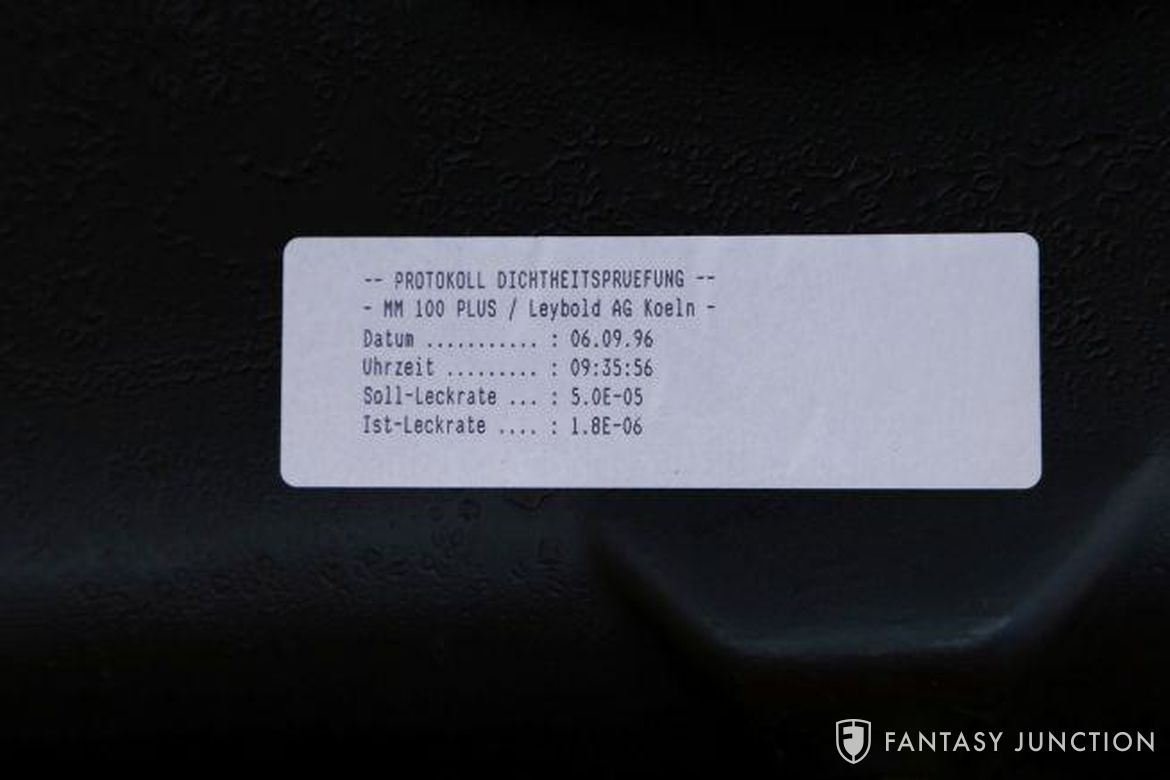 -- PROTOKOLL DICHTHEITSPRUEFUNG --
- MM 100 PLUS / Leybold AG Koeln -
Datum ........... : 06.09.96
Uhrzeit ......... : 09:35:56
Soll-Leckrate ... : 5.0E-05
Ist-Leckrate .... : 1.8E-06
FANTASY JUNCTION